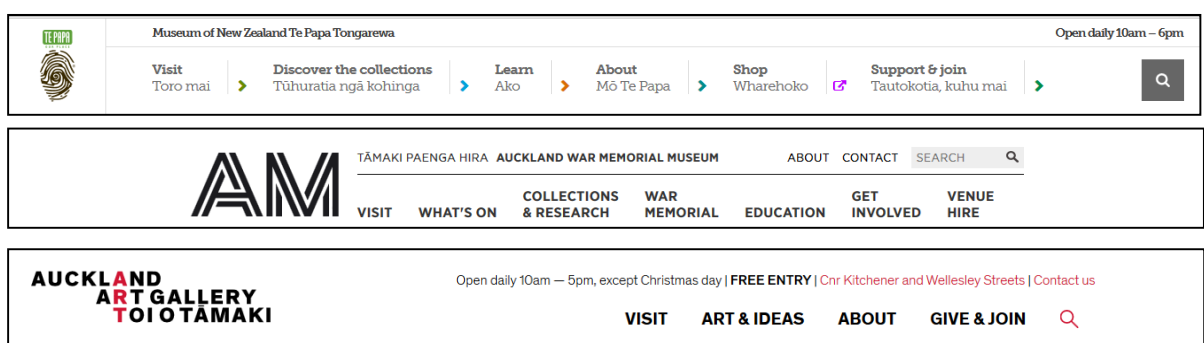 TE PAPA
OUR PLACE
Museum of New Zealand Te Papa Tongarewa
Open daily 10am – 6pm
Visit
Toro mai
Discover the collections
Tūhuratia ngā kohinga
Learn
Ako
About
Mō Te Papa
Shop
Wharehoko
Support & join
Tautokotia, kuhu mai
AM
TĀMAKI PAENGA HIRA AUCKLAND WAR MEMORIAL MUSEUM
ABOUT
CONTACT
SEARCH
VISIT
WHAT'S ON
COLLECTIONS
& RESEARCH
WAR
MEMORIAL
EDUCATION
GET
INVOLVED
VENUE
HIRE
AUCKLAND
ART GALLERY
TOI O TĀMAKI
Open daily 10am — 5pm, except Christmas day | FREE ENTRY | Cnr Kitchener and Wellesley Streets | Contact us
VISIT
ART & IDEAS
ABOUT
GIVE & JOIN